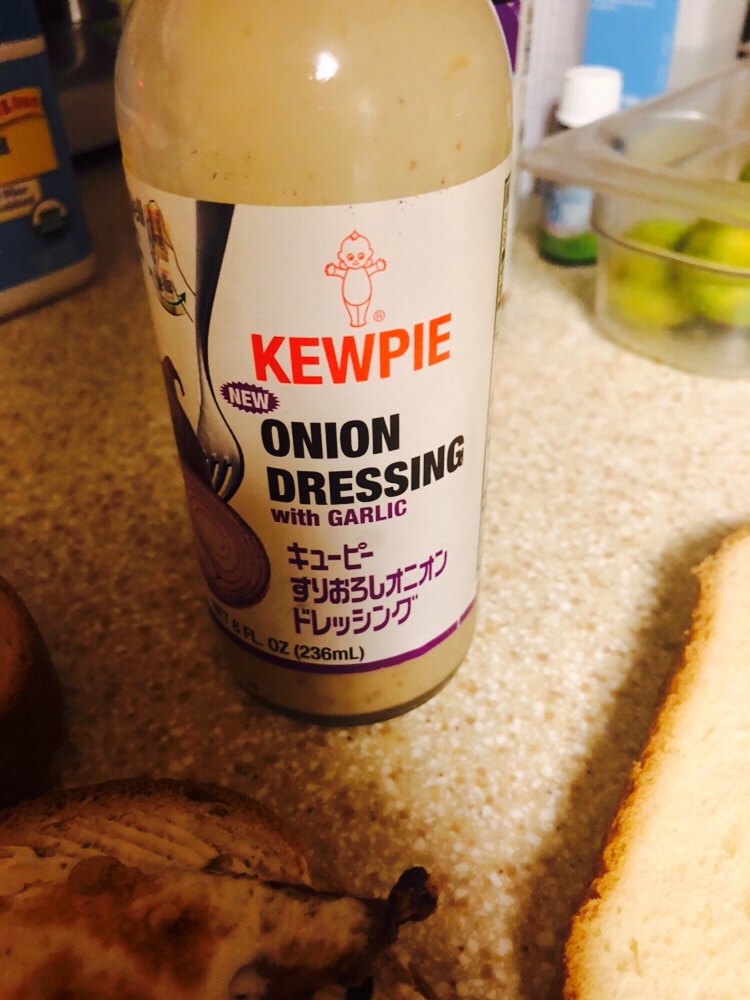 ®
KEWPIE
NEW
ONION
DRESSING
with GARLIC
キューピー
すりおろしオニオン
ドレッシング
8 FL. OZ (236mL)